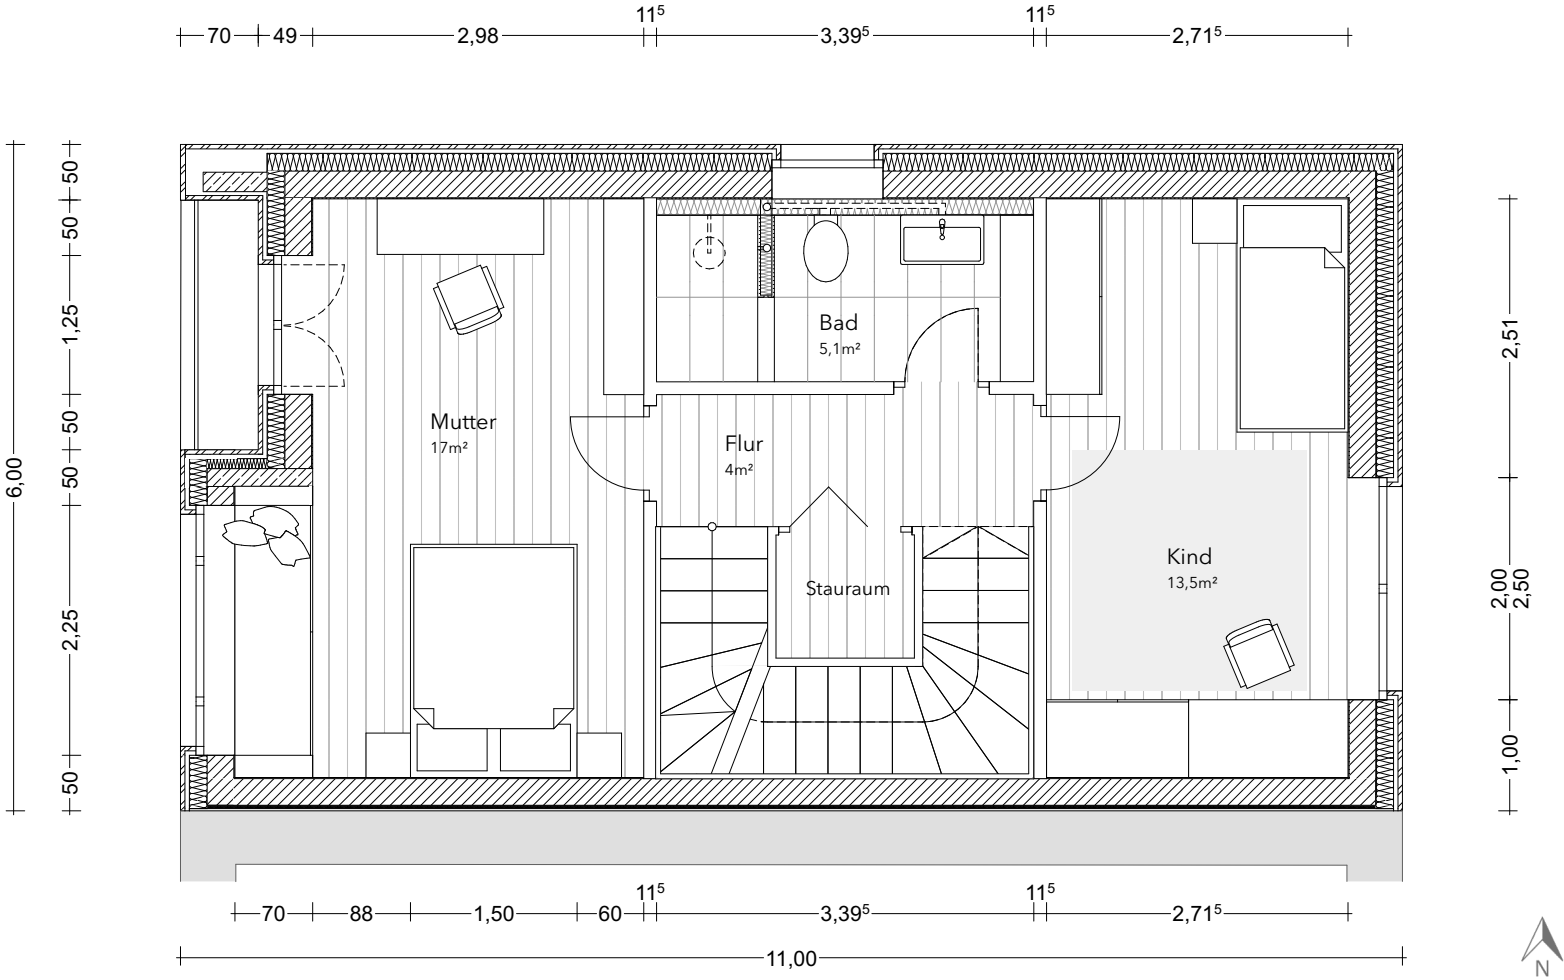 11⁵ 11⁵
70 49 2,98 3,39⁵ 2,71⁵
50
50
1,25
50
50
2,25
50
6,00
Bad
5,1m²
Mutter
17m²
Flur
4m²
Stauraum
Kind
13,5m²
2,51
2,00
2,50
1,00
11⁵ 11⁵
70 88 1,50 60 3,39⁵ 2,71⁵
11,00
N